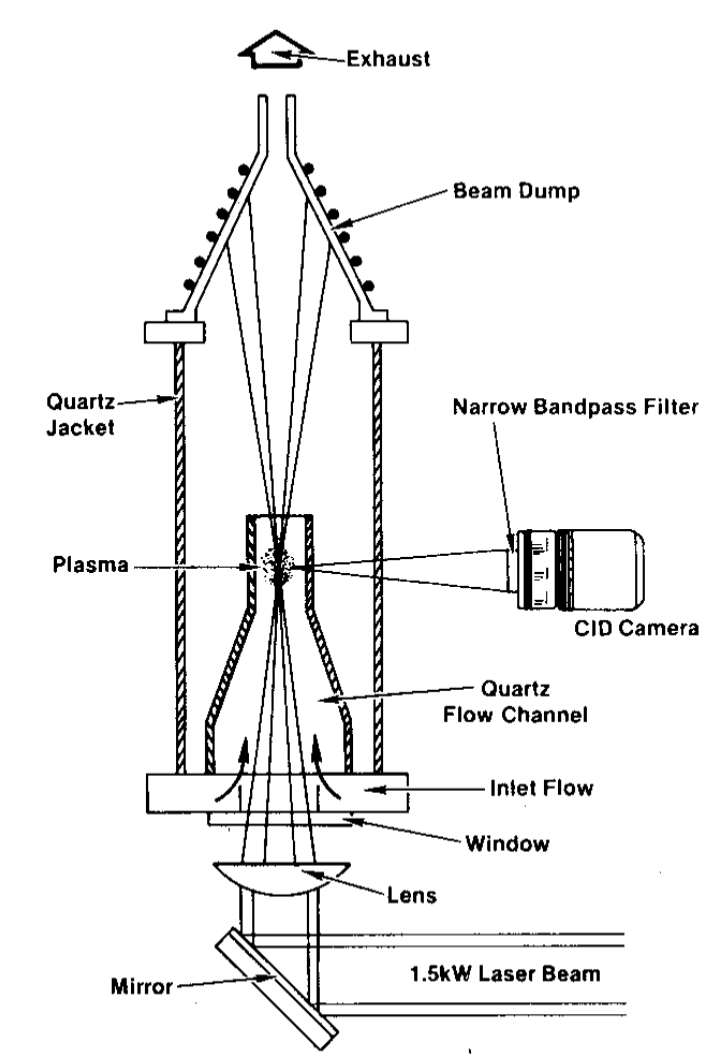 Exhaust
Beam Dump
Quartz
Jacket
Narrow Bandpass Filter
Plasma
CID Camera
Quartz
Flow Channel
Inlet Flow
Window
Lens
1.5kW Laser Beam
Mirror